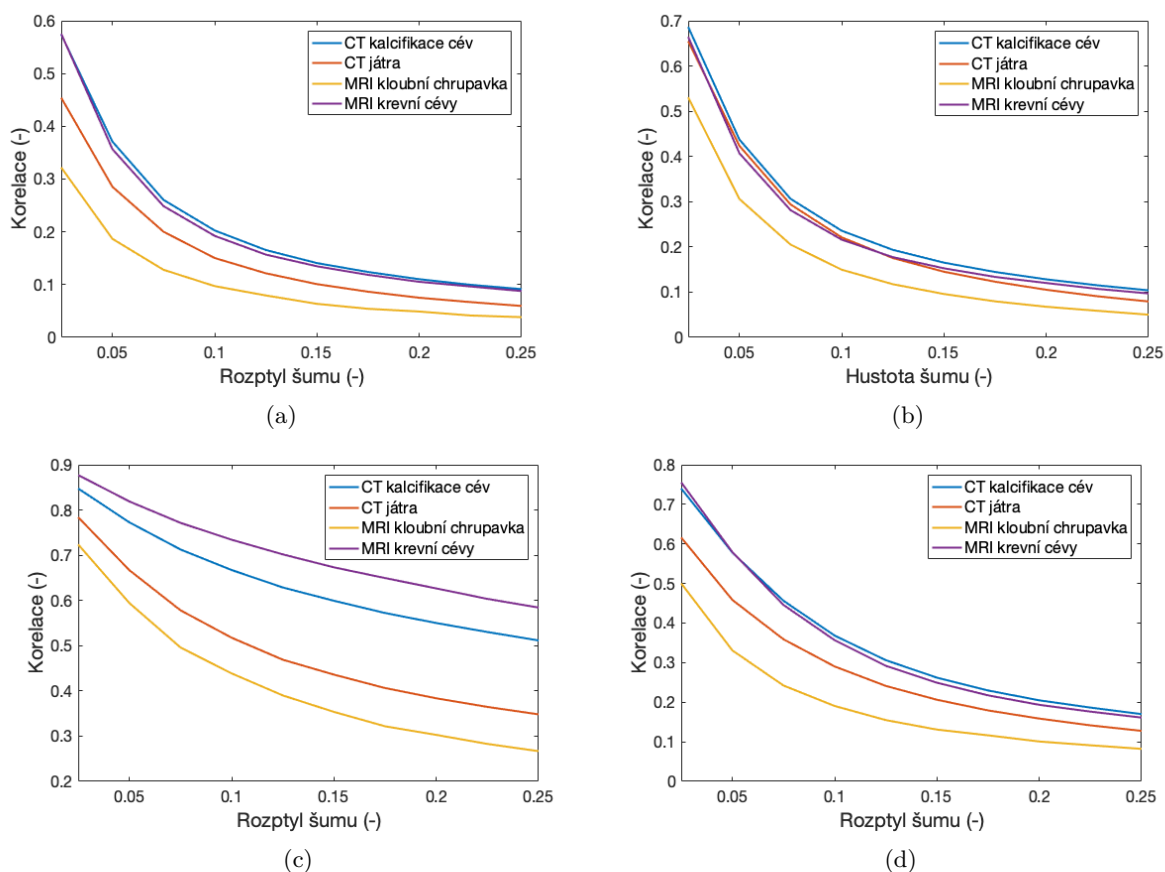 0.6
0.5
0.4
0.3
0.2
0.1
0
Korelace (-)
CT kalcifikace cév
CT játra
MRI kloubní chrupavka
MRI krevní cévy
0.05 0.1 0.15 0.2 0.25
Rozptyl šumu (-)
(a)
0.7
0.6
0.5
0.4
0.3
0.2
0.1
0
Korelace (-)
CT kalcifikace cév
CT játra
MRI kloubní chrupavka
MRI krevní cévy
0.05 0.1 0.15 0.2 0.25
Hustota šumu (-)
(b)
0.9
0.8
0.7
0.6
0.5
0.4
0.3
0.2
Korelace (-)
CT kalcifikace cév
CT játra
MRI kloubní chrupavka
MRI krevní cévy
0.05 0.1 0.15 0.2 0.25
Rozptyl šumu (-)
(c)
0.8
0.7
0.6
0.5
0.4
0.3
0.2
0.1
0
Korelace (-)
CT kalcifikace cév
CT játra
MRI kloubní chrupavka
MRI krevní cévy
0.05 0.1 0.15 0.2 0.25
Rozptyl šumu (-)
(d)